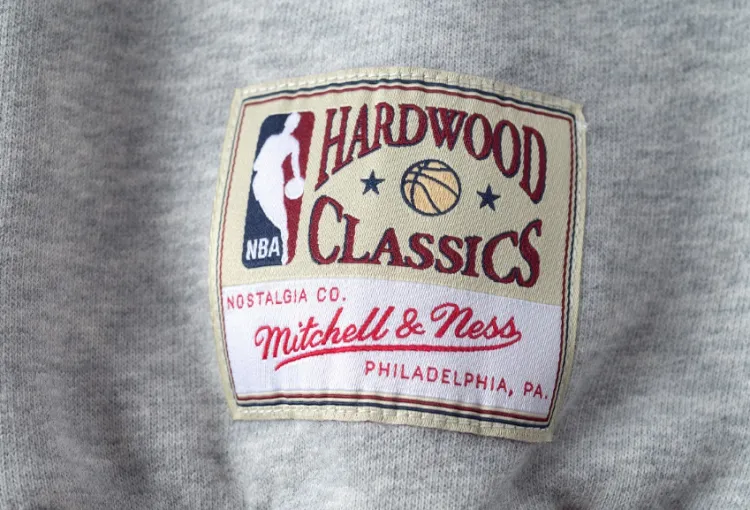 HARDWOOD
CLASSICS
NBA
NOSTALGIA CO.
Mitchell & Ness
PHILADELPHIA, PA.